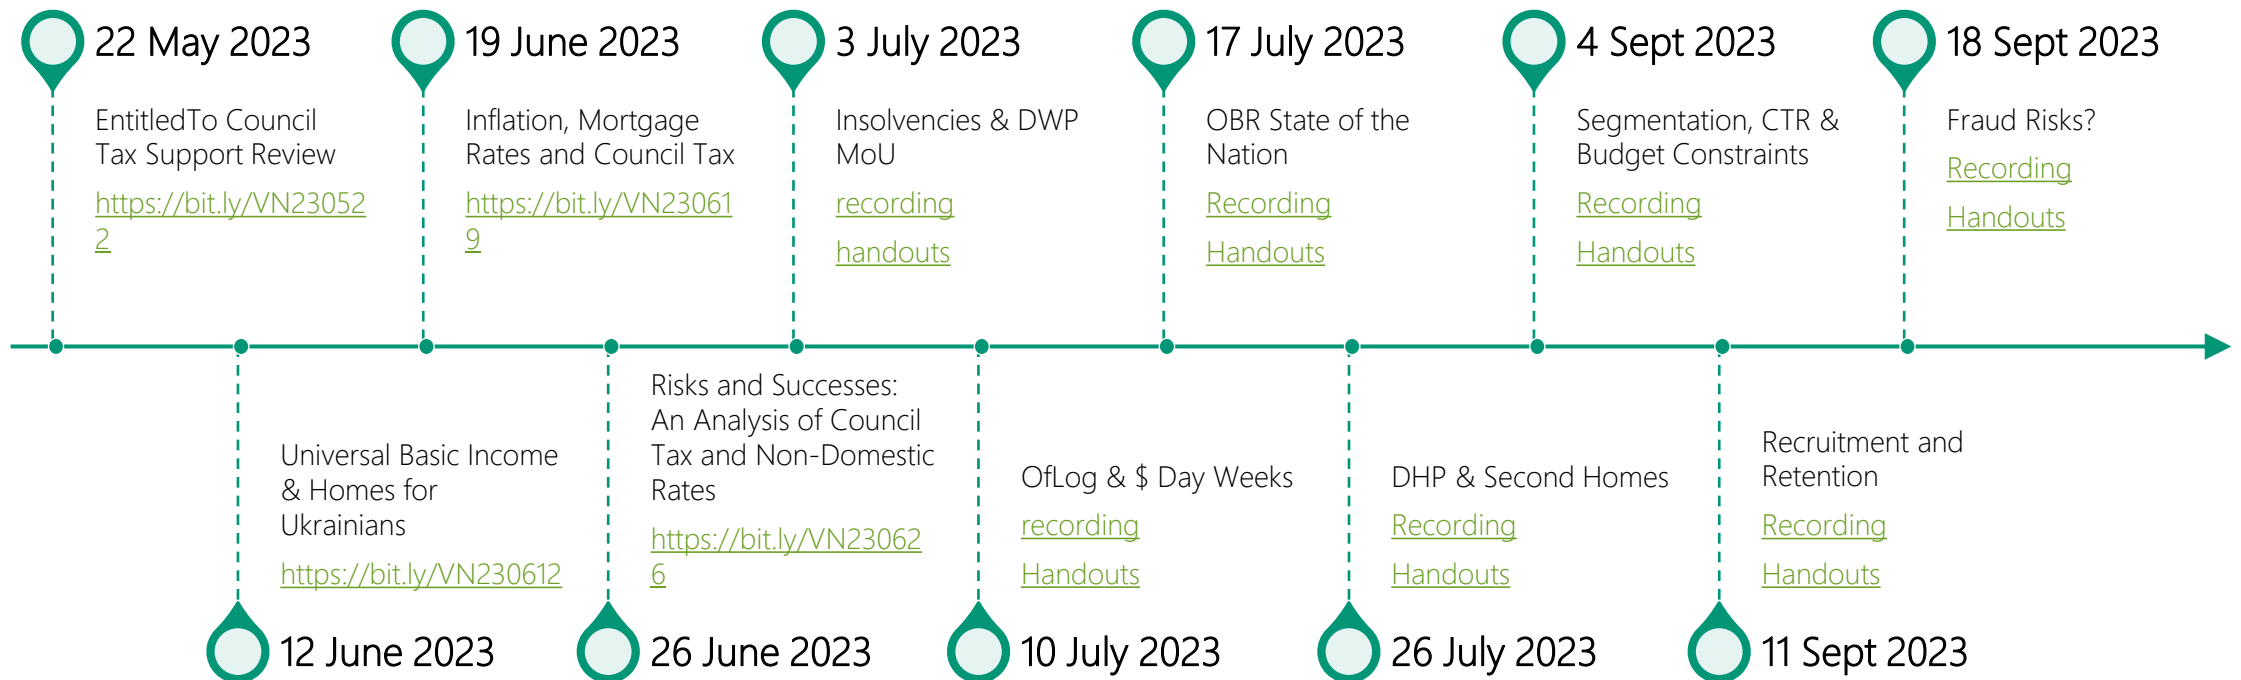 22 May 2023
EntitledTo Council
Tax Support Review
https://bit.ly/VN23052
2
19 June 2023
Inflation, Mortgage
Rates and Council Tax
https://bit.ly/VN23061
9
3 July 2023
Insolvencies & DWP
MoU
recording
handouts
17 July 2023
OBR State of the
Nation
Recording
Handouts
4 Sept 2023
Segmentation, CTR &
Budget Constraints
Recording
Handouts
18 Sept 2023
Fraud Risks?
Recording
Handouts
Universal Basic Income
& Homes for
Ukrainians
https://bit.ly/VN230612
12 June 2023
Risks and Successes:
An Analysis of Council
Tax and Non-Domestic
Rates
https://bit.ly/VN23062
6
26 June 2023
OfLog & $ Day Weeks
recording
Handouts
10 July 2023
DHP & Second Homes
Recording
Handouts
26 July 2023
Recruitment and
Retention
Recording
Handouts
11 Sept 2023